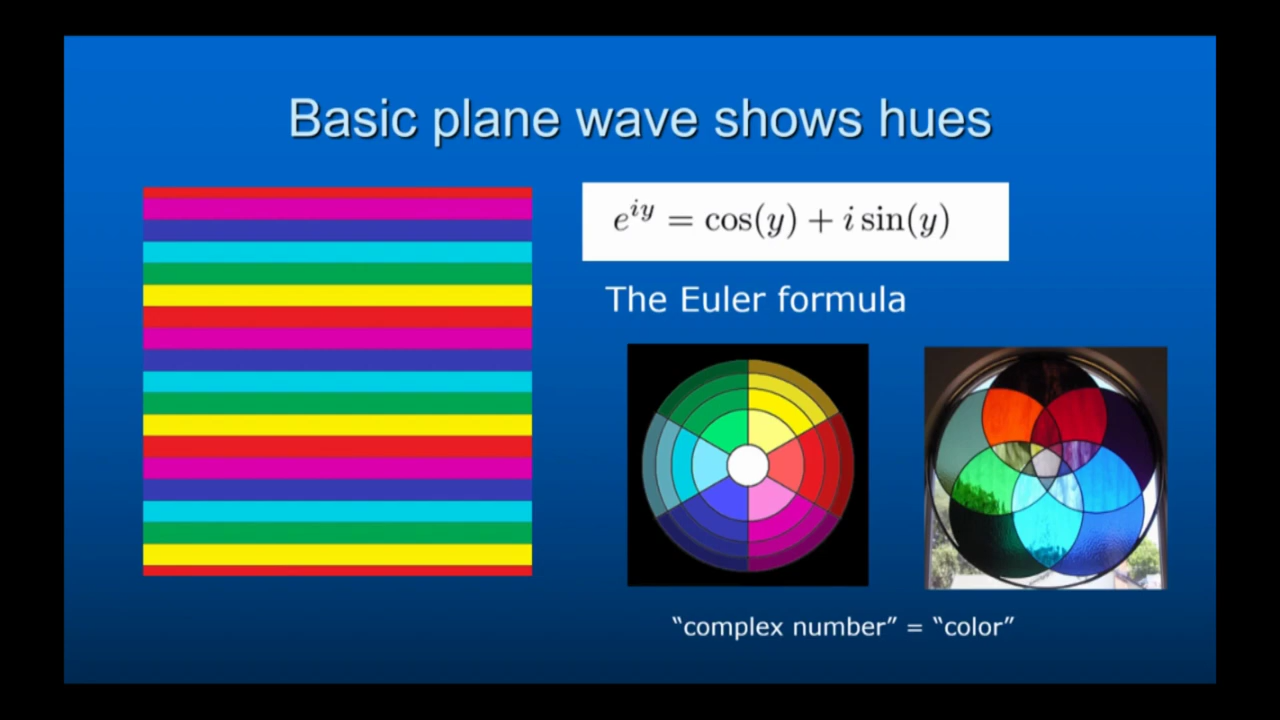 Basic plane wave shows hues
e^{iy} = cos(y) + i sin(y)
The Euler formula
“complex number” = “color”